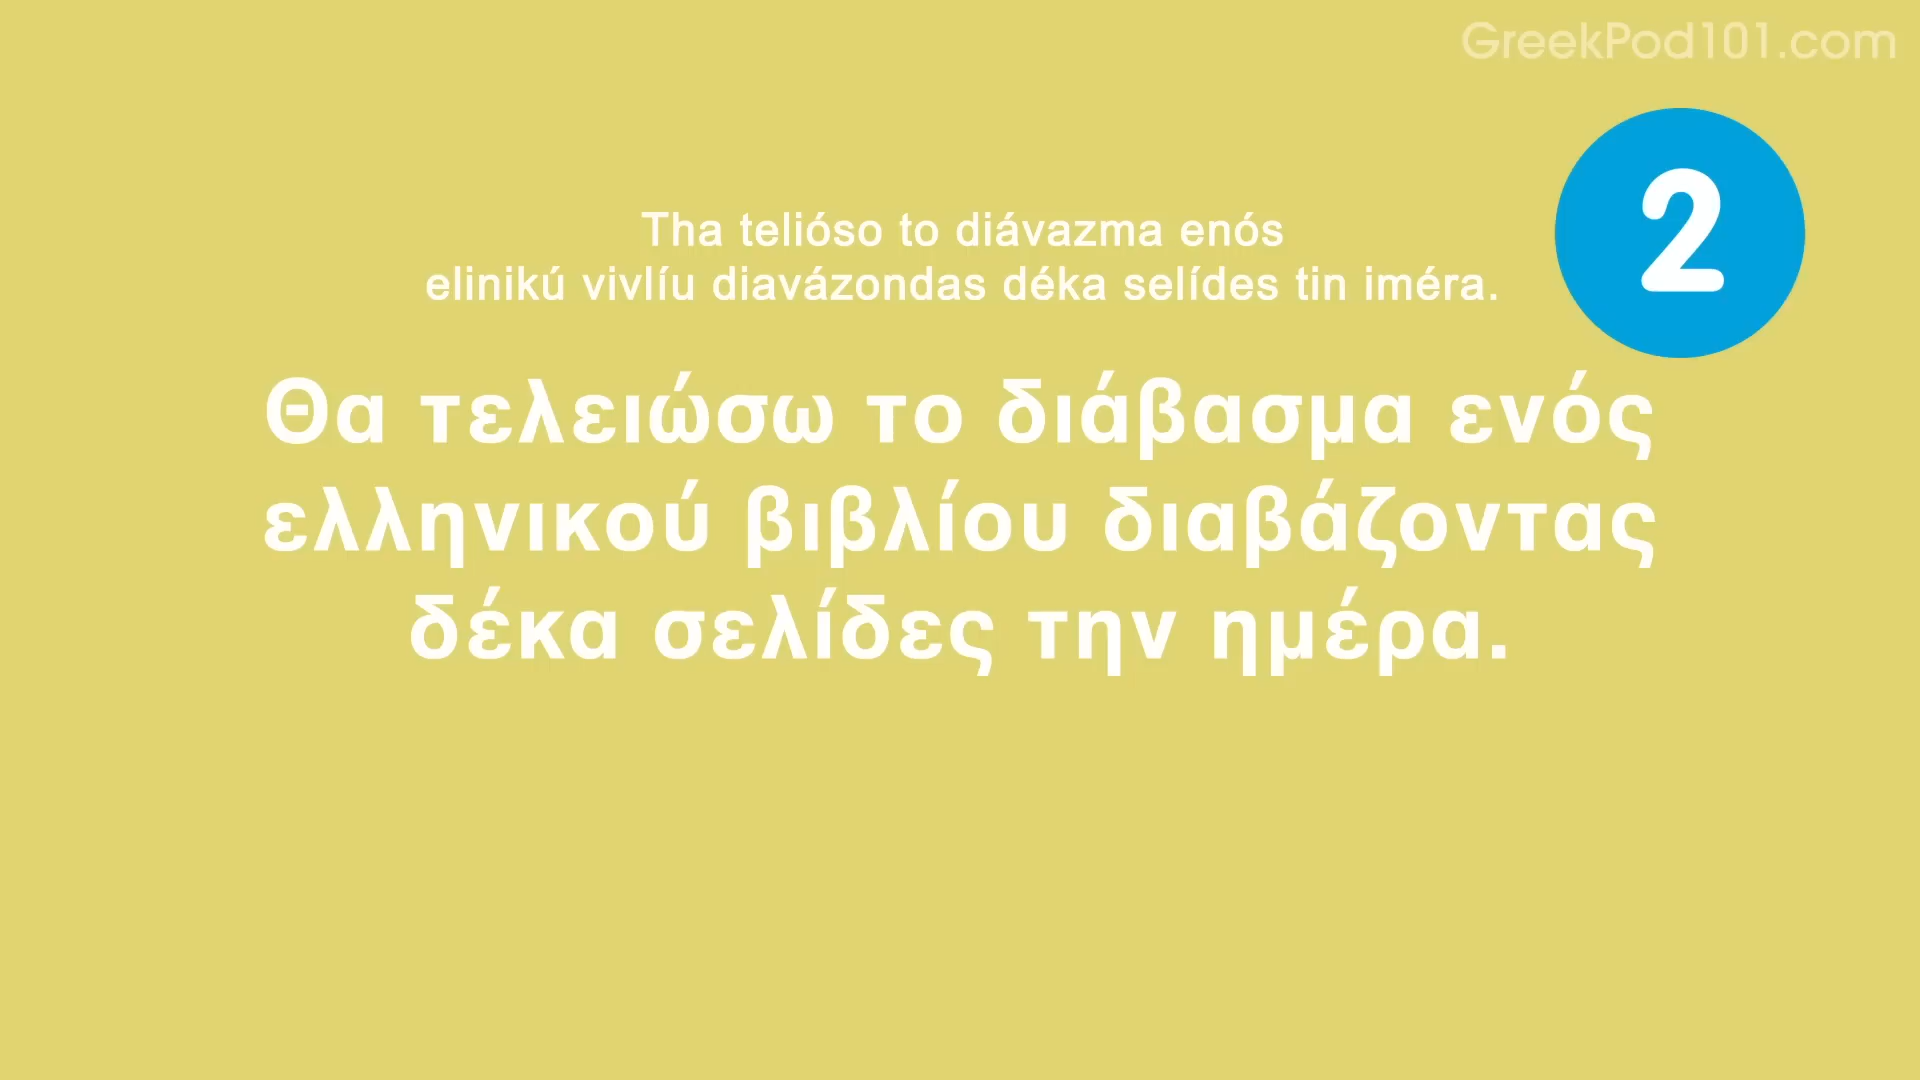 GreekPod101.com
2
Tha telióso to diávazma enós
elinikú vivlíu diavázondas déka selídes tin iméra.
Θα τελειώσω το διάβασμα ενός
ελληνικού βιβλίου διαβάζοντας
δέκα σελίδες την ημέρα.